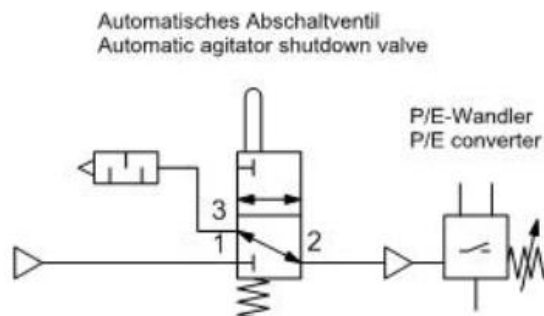 Automatisches Abschaltventil
Automatic agitator shutdown valve
P/E-Wandler
P/E converter
3
1
2